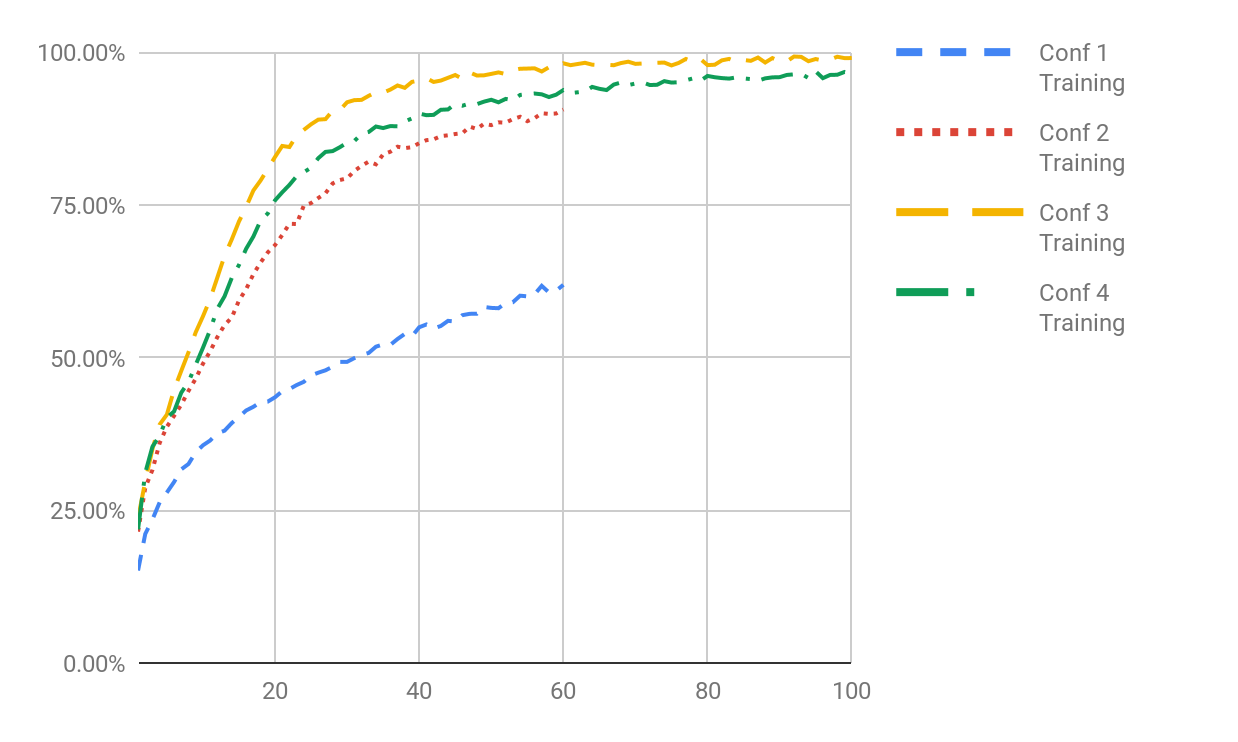 100.00%
75.00%
50.00%
25.00%
0.00%
20
40
60
80
100
Conf 1
Training
Conf 2
Training
Conf 3
Training
Conf 4
Training